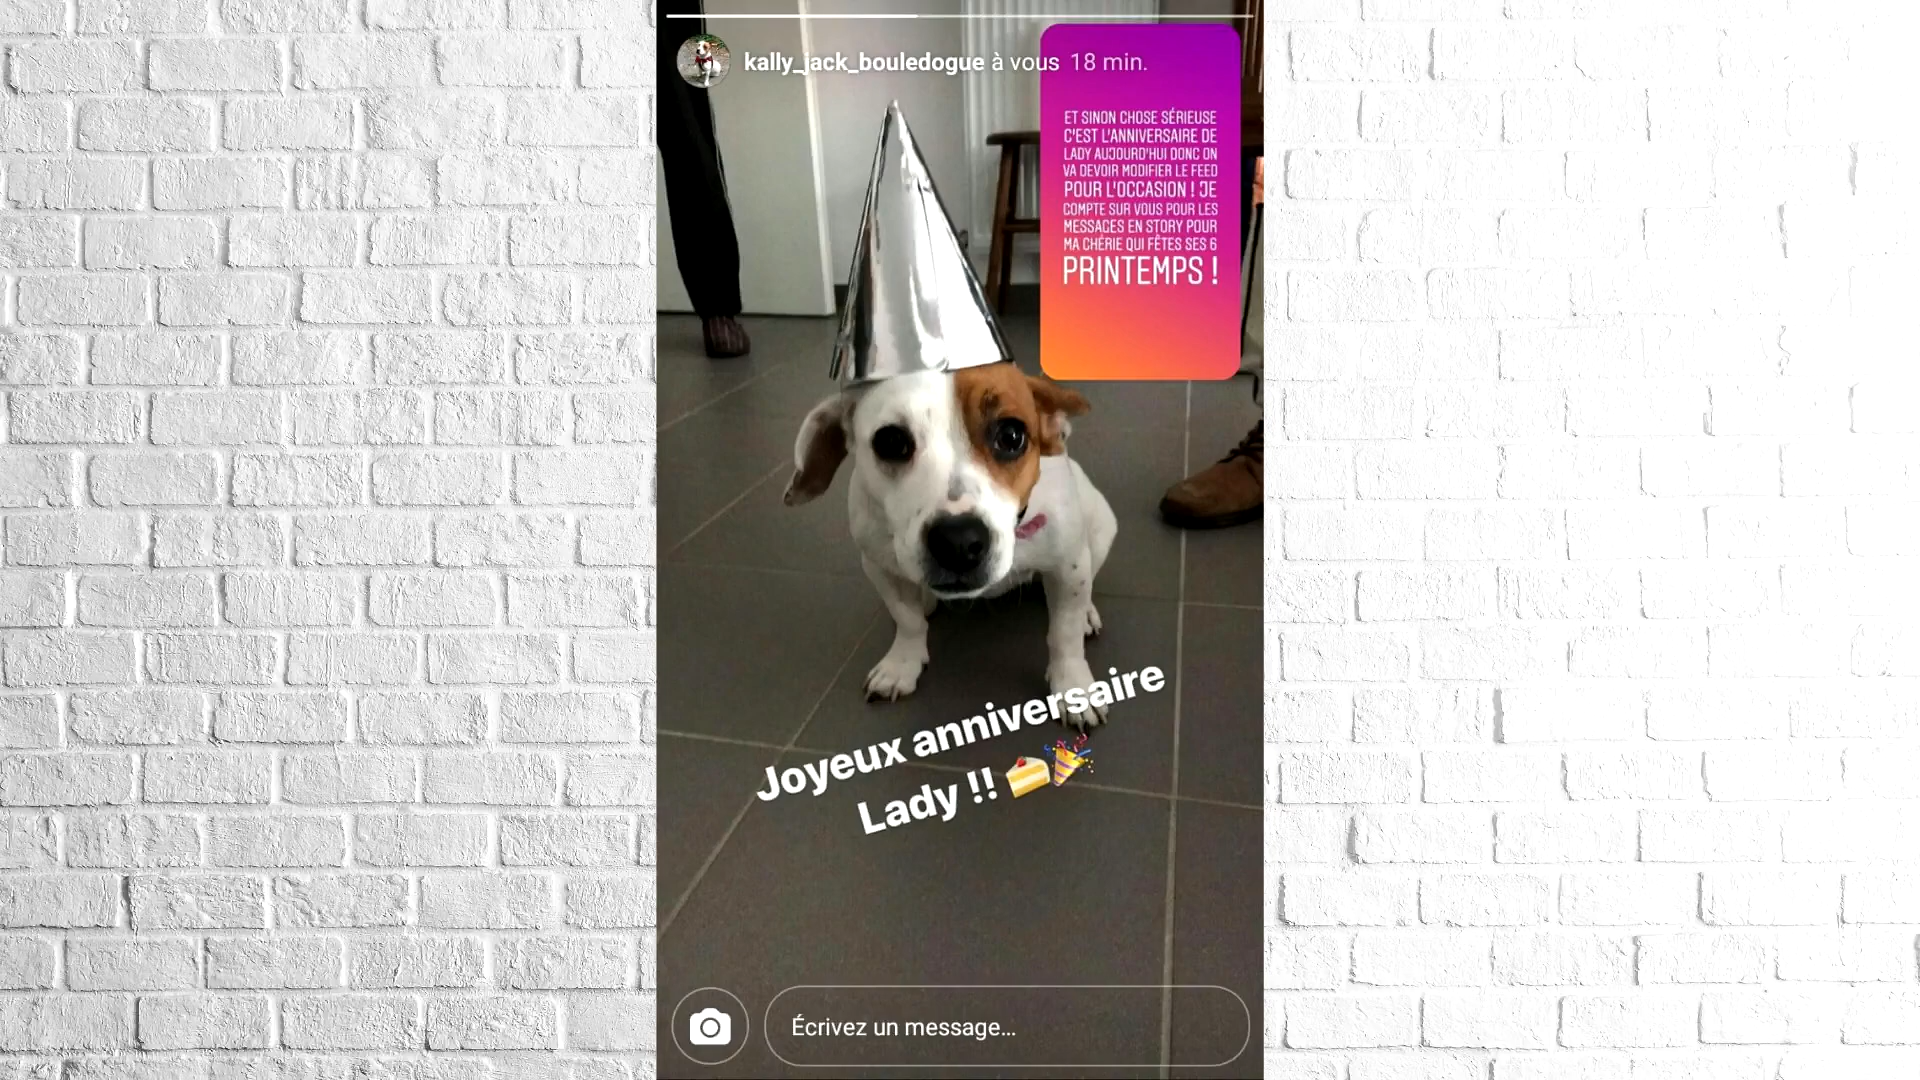 kally_jack_bouledogue à vous 18 min.
ET SINON CHOSE SÉRIEUSE
C'EST L'ANNIVERSAIRE DE
LADY AUJOURD'HUI DONC ON
VA DEVOIR MODIFIER LE FEED
POUR L'OCCASION ! JE
COMPTE SUR VOUS POUR LES
MESSAGES EN STORY POUR
MA CHÉRIE QUI FÊTES SES 6
PRINTEMPS !
Joyeux anniversaire
Lady !! 🍰🎉
Écrivez un message...